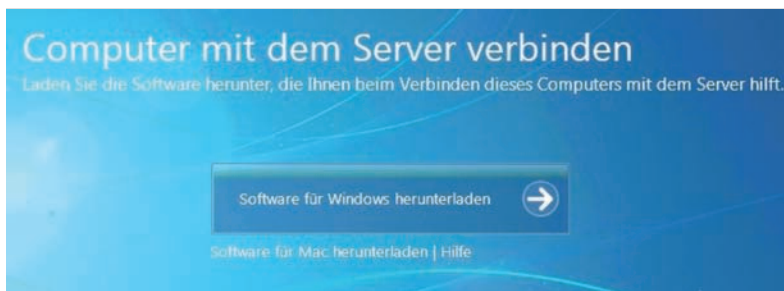 Computer mit dem Server verbinden
Laden Sie die Software herunter, die Ihnen beim Verbinden dieses Computers mit dem Server hilft.
Software für Windows herunterladen
Software für Mac herunterladen | Hilfe